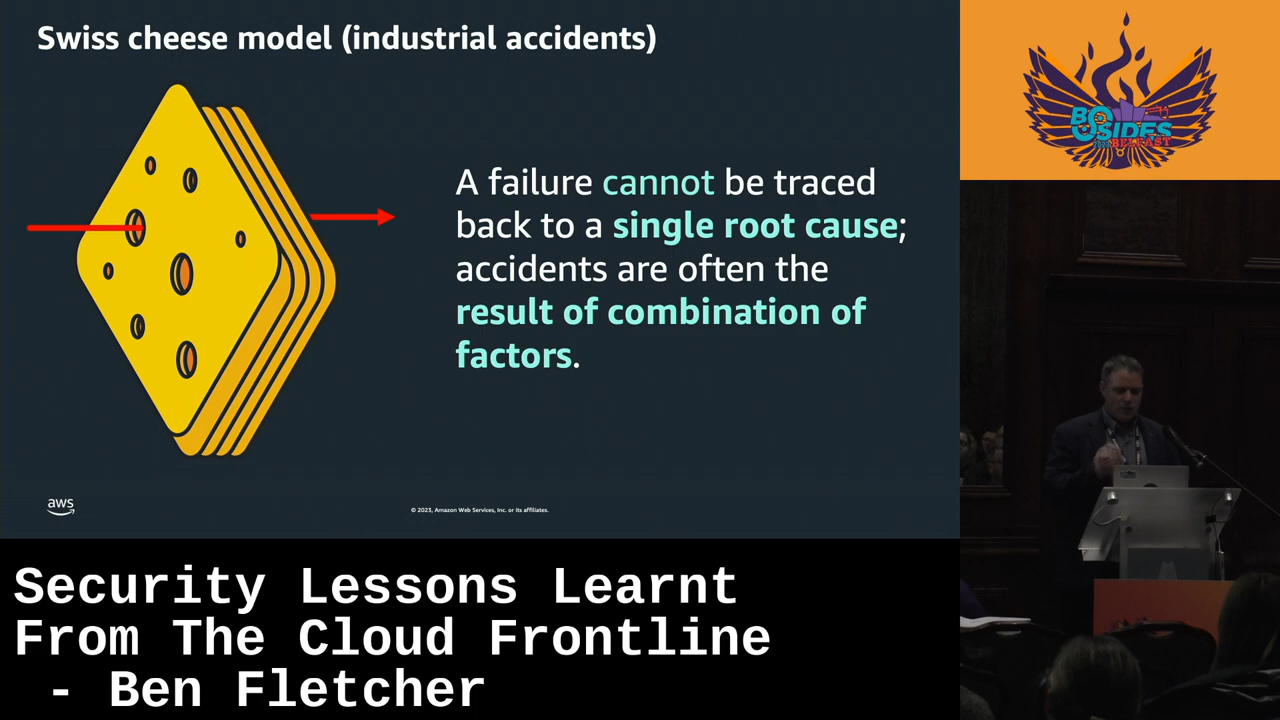 Swiss cheese model (industrial accidents)
A failure cannot be traced
back to a single root cause;
accidents are often the
result of combination of
factors.
aws
© 2023, Amazon Web Services, Inc. or its affiliates.
BSIDES
2023 BELFAST
Security Lessons Learnt
From The Cloud Frontline
- Ben Fletcher